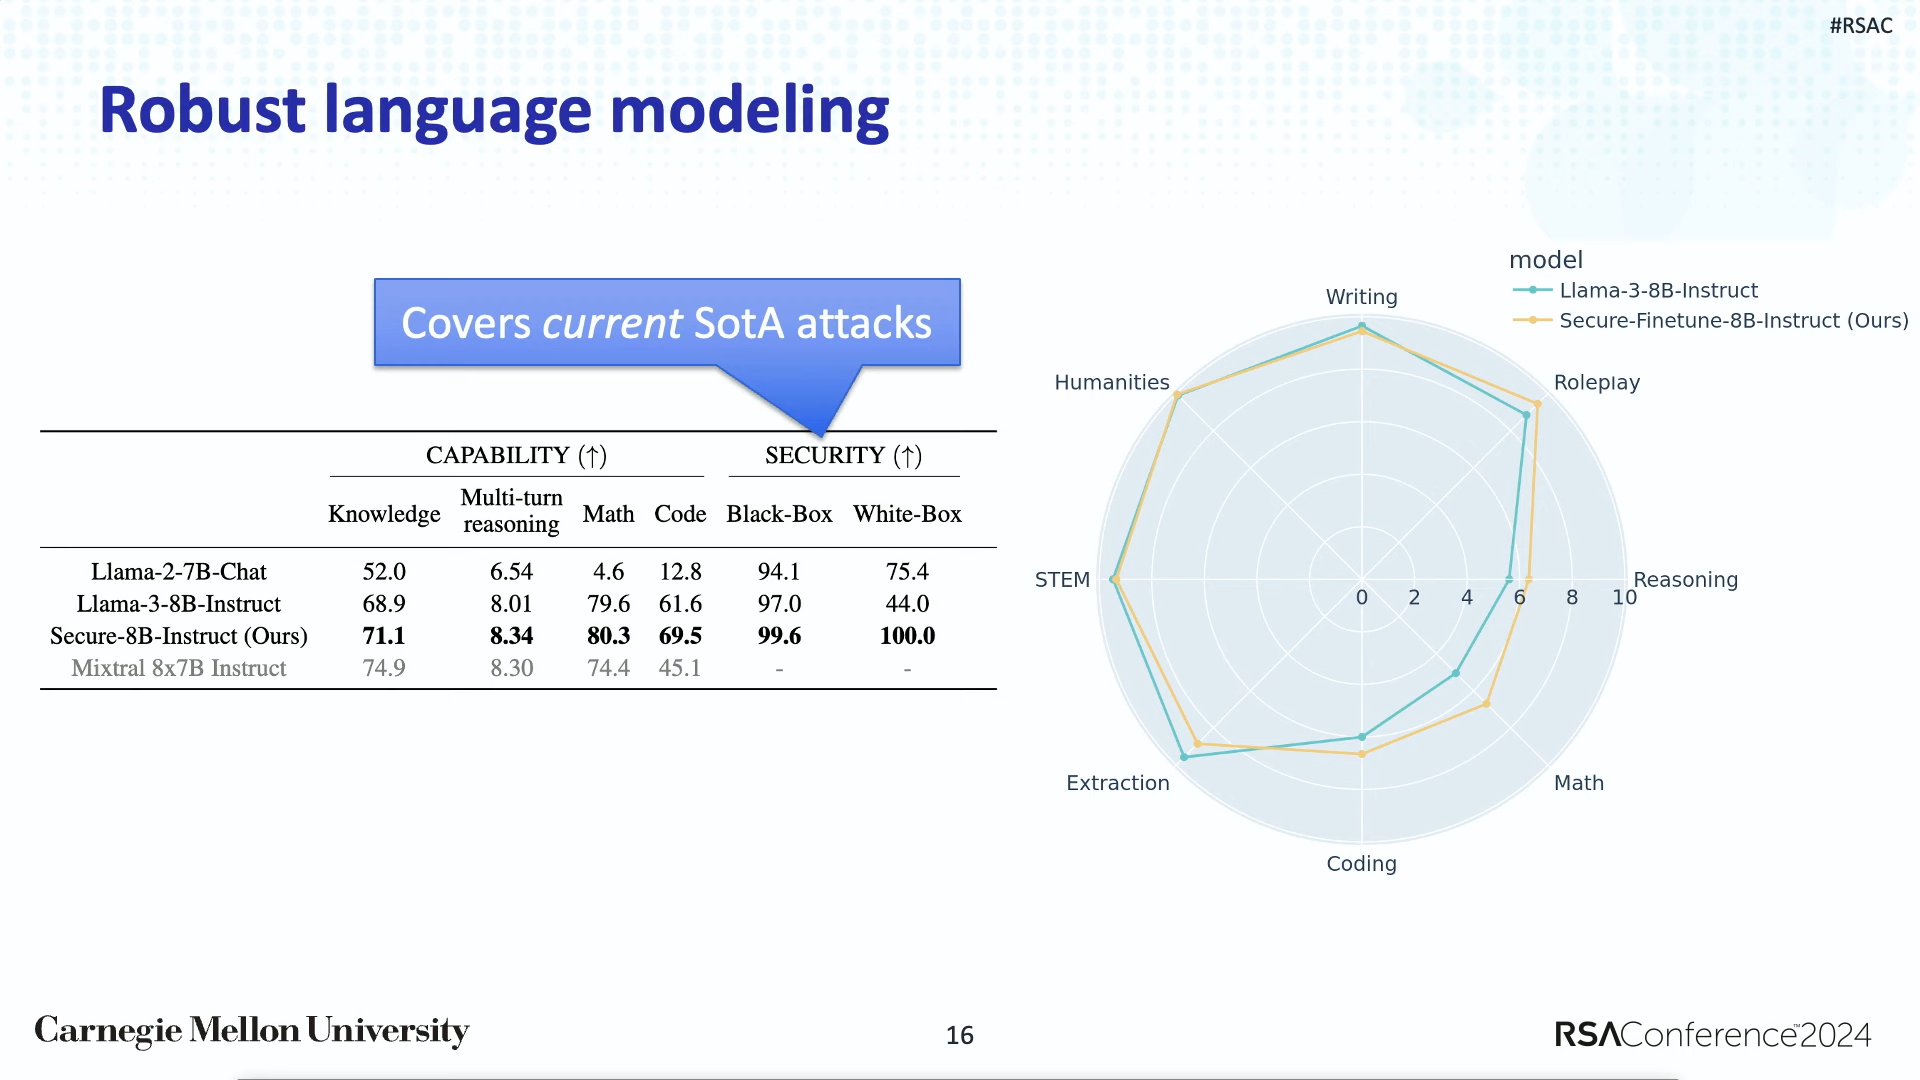 #RSAC
Robust language modeling
Covers current SotA attacks
CAPABILITY (↑) SECURITY (↑)
Knowledge Multi-turn reasoning Math Code Black-Box White-Box
Llama-2-7B-Chat 52.0 6.54 4.6 12.8 94.1 75.4
Llama-3-8B-Instruct 68.9 8.01 79.6 61.6 97.0 44.0
Secure-8B-Instruct (Ours) 71.1 8.34 80.3 69.5 99.6 100.0
Mixtral 8x7B Instruct 74.9 8.30 74.4 45.1 - -
model
Llama-3-8B-Instruct
Secure-Finetune-8B-Instruct (Ours)
Writing
Humanities Roleplay
STEM Reasoning
0 2 4 6 8 10
Extraction Math
Coding
Carnegie Mellon University
16
RSAConference™2024